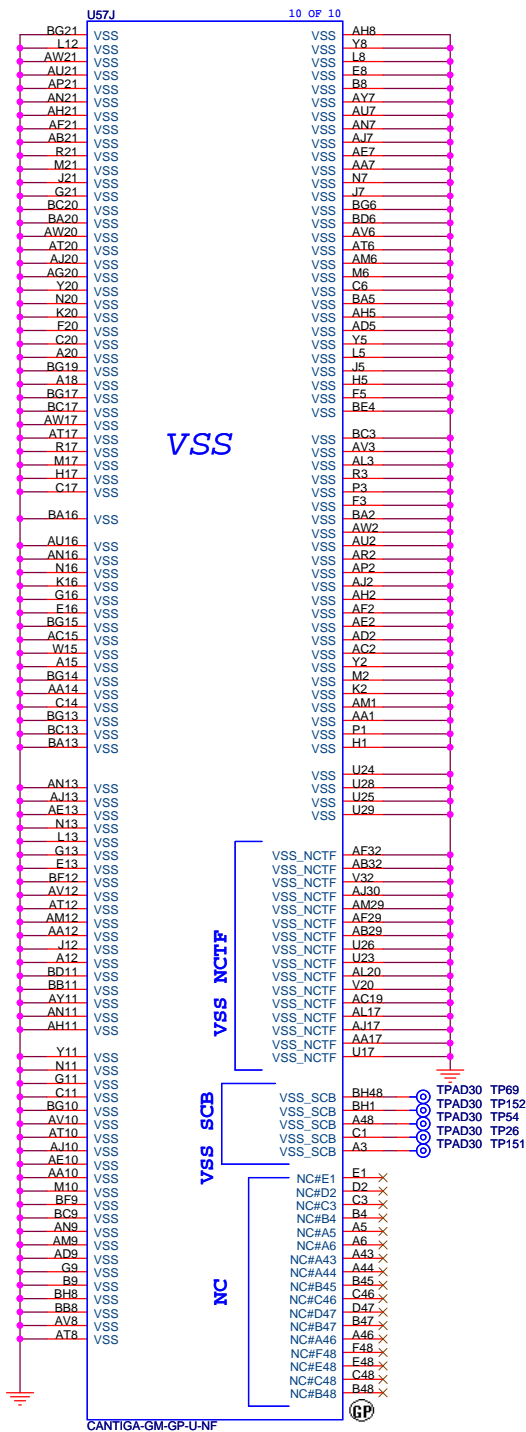 U57J 10 OF 10
BG21 VSS VSS AH8
L12 VSS VSS Y8
AW21 VSS VSS L8
AU21 VSS VSS E8
AP21 VSS VSS B8
AN21 VSS VSS AY7
AH21 VSS VSS AU7
AF21 VSS VSS AN7
AB21 VSS VSS AJ7
R21 VSS VSS AE7
M21 VSS VSS AA7
J21 VSS VSS N7
G21 VSS VSS J7
BC20 VSS VSS BG6
BA20 VSS VSS BD6
AW20 VSS VSS AV6
AT20 VSS VSS AT6
AJ20 VSS VSS AM6
AG20 VSS VSS M6
Y20 VSS VSS C6
N20 VSS VSS BA5
K20 VSS VSS AH5
F20 VSS VSS AD5
C20 VSS VSS Y5
A20 VSS VSS L5
BG19 VSS VSS J5
A18 VSS VSS H5
BG17 VSS VSS F5
BC17 VSS VSS BE4
AW17 VSS
AT17 VSS VSS BC3
R17 VSS VSS AV3
M17 VSS VSS AL3
H17 VSS VSS R3
C17 VSS VSS P3
VSS
VSS F3
BA16 VSS VSS BA2
VSS AW2
AU16 VSS VSS AU2
AN16 VSS VSS AR2
N16 VSS VSS AP2
K16 VSS VSS AJ2
G16 VSS VSS AH2
E16 VSS VSS AF2
BG15 VSS VSS AE2
AC15 VSS VSS AD2
W15 VSS VSS AC2
A15 VSS VSS Y2
BG14 VSS VSS M2
AA14 VSS VSS K2
C14 VSS VSS AM1
BG13 VSS VSS AA1
BC13 VSS VSS P1
BA13 VSS VSS H1
VSS U24
AN13 VSS VSS U28
AJ13 VSS VSS U25
AE13 VSS VSS U29
N13 VSS
L13 VSS
G13 VSS VSS_NCTF AF32
E13 VSS VSS_NCTF AB32
BF12 VSS VSS_NCTF V32
AV12 VSS VSS_NCTF AJ30
AT12 VSS VSS_NCTF AM29
AM12 VSS VSS_NCTF AF29
AA12 VSS VSS_NCTF AB29
J12 VSS VSS_NCTF U26
A12 VSS VSS_NCTF U23
BD11 VSS VSS_NCTF AL20
BB11 VSS VSS_NCTF V20
AY11 VSS VSS_NCTF AC19
AN11 VSS VSS_NCTF AL17
AH11 VSS VSS_NCTF AJ17
VSS_NCTF AA17
Y11 VSS VSS_NCTF U17
VSS NCTF
N11 VSS
G11 VSS
C11 VSS VSS_SCB BH48 TPAD30 TP69
BG10 VSS VSS_SCB BH1 TPAD30 TP152
AV10 VSS VSS_SCB A48 TPAD30 TP54
AT10 VSS VSS_SCB C1 TPAD30 TP26
AJ10 VSS VSS_SCB A3 TPAD30 TP151
VSS SCB
AE10 VSS
AA10 VSS NC#E1 E1
M10 VSS NC#D2 D2
BF9 VSS NC#C3 C3
BC9 VSS NC#B4 B4
AN9 VSS NC#A5 A5
AM9 VSS NC#A6 A6
AD9 VSS NC#A43 A43
G9 VSS NC#A44 A44
B9 VSS NC#B45 B45
BH8 VSS NC#C46 C46
BB8 VSS NC#D47 D47
AV8 VSS NC#B47 B47
AT8 VSS NC#A46 A46
NC#F48 F48
NC#E48 E48
NC#C48 C48
NC#B48 B48
NC
GP
CANTIGA-GM-GP-U-NF